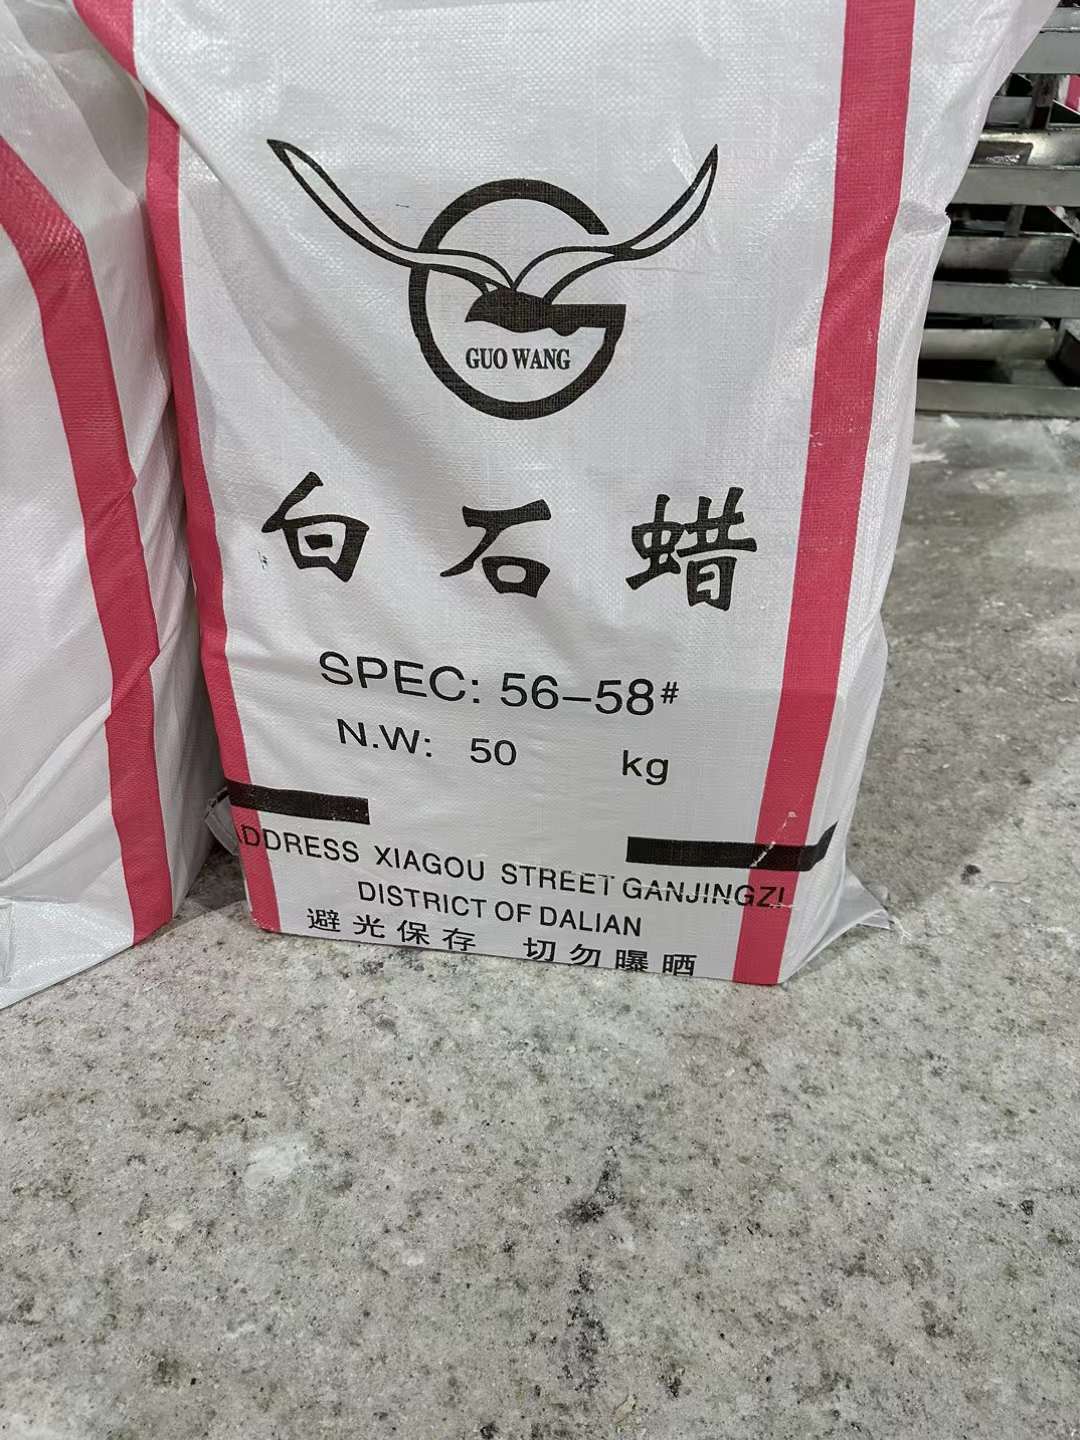 GUO WANG
白石蜡
SPEC: 56-58#
N.W: 50 kg
ADDRESS XIAGOU STREET GANJINGZI
DISTRICT OF DALIAN
避光保存 切勿曝晒